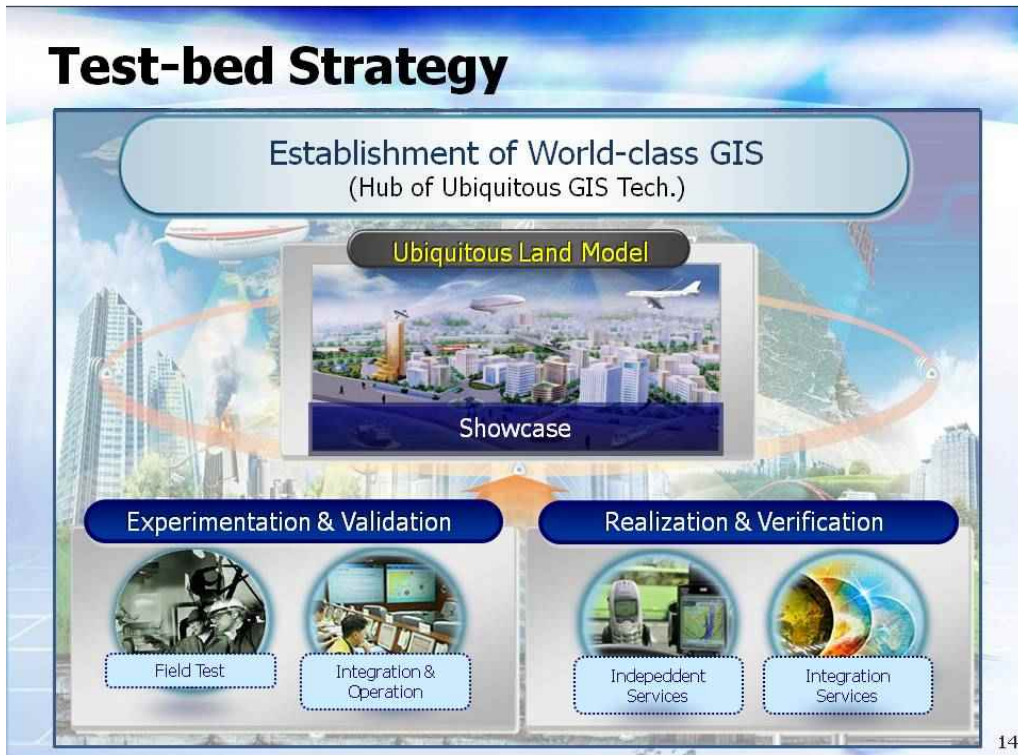 Test-bed Strategy
Establishment of World-class GIS
(Hub of Ubiquitous GIS Tech.)
Ubiquitous Land Model
Showcase
Experimentation & Validation
Realization & Verification
Field Test
Integration &
Operation
Indepeddent
Services
Integration
Services
14